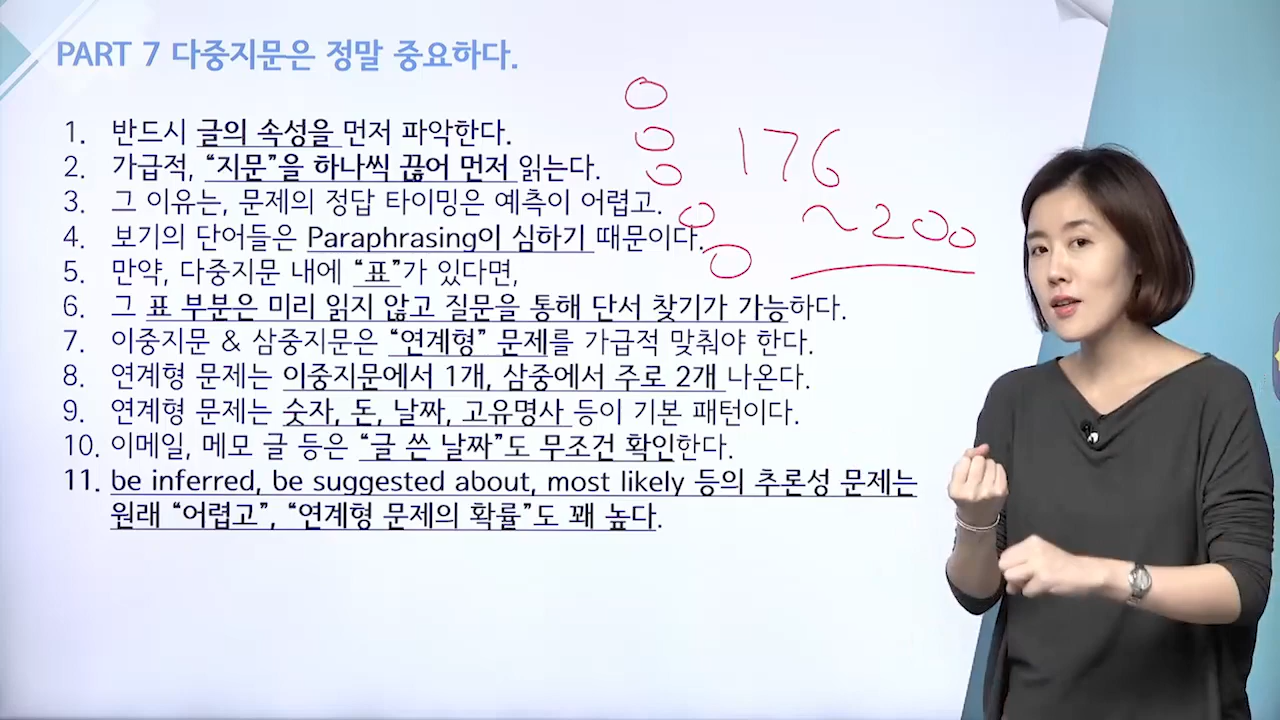 PART 7 다중지문은 정말 중요하다.
1. 반드시 글의 속성을 먼저 파악한다.
2. 가급적, “지문”을 하나씩 끊어 먼저 읽는다.
3. 그 이유는, 문제의 정답 타이밍은 예측이 어렵고.
4. 보기의 단어들은 Paraphrasing이 심하기 때문이다.
5. 만약, 다중지문 내에 “표”가 있다면,
6. 그 표 부분은 미리 읽지 않고 질문을 통해 단서 찾기가 가능하다.
7. 이중지문 & 삼중지문은 “연계형” 문제를 가급적 맞춰야 한다.
8. 연계형 문제는 이중지문에서 1개, 삼중에서 주로 2개 나온다.
9. 연계형 문제는 숫자, 돈, 날짜, 고유명사 등이 기본 패턴이다.
10. 이메일, 메모 글 등은 “글 쓴 날짜”도 무조건 확인한다.
11. be inferred, be suggested about, most likely 등의 추론성 문제는
원래 “어렵고”, “연계형 문제의 확률”도 꽤 높다.
176
~200